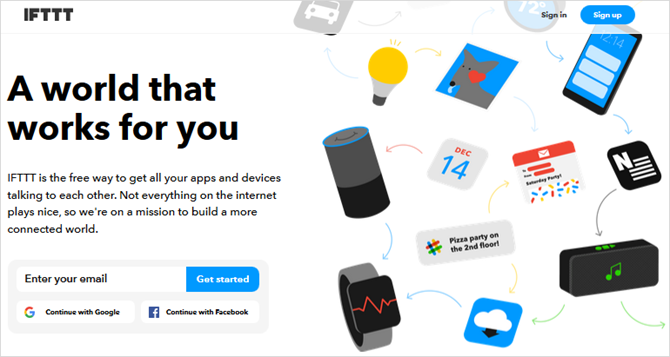 IFTTT
Sign in
Sign up
12:14
A world that
works for you
IFTTT is the free way to get all your apps and devices
talking to each other. Not everything on the internet
plays nice, so we're on a mission to build a more
connected world.
Enter your email
Get started
Continue with Google
Continue with Facebook
DEC
14
Saturday Party!
N
Pizza party on
the 2nd floor!